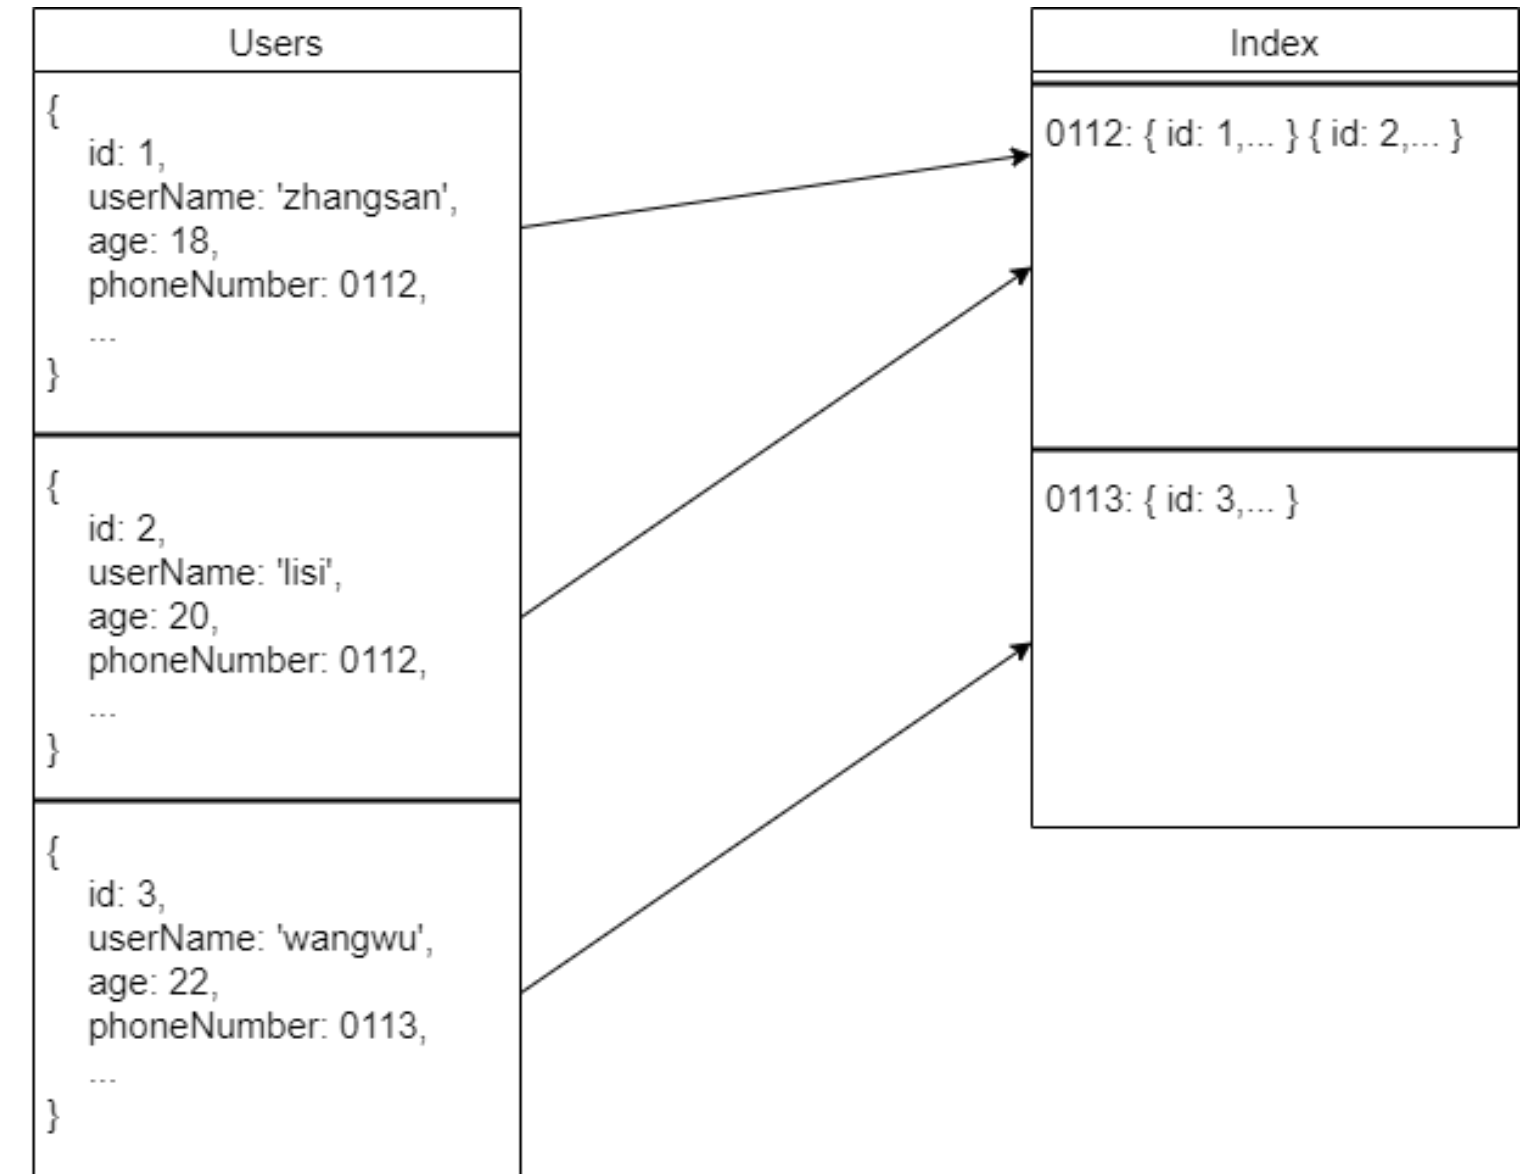 Users
{
id: 1,
userName: 'zhangsan',
age: 18,
phoneNumber: 0112,
...
}
{
id: 2,
userName: 'lisi',
age: 20,
phoneNumber: 0112,
...
}
{
id: 3,
userName: 'wangwu',
age: 22,
phoneNumber: 0113,
...
}
Index
0112: { id: 1,... } { id: 2,... }
0113: { id: 3,... }